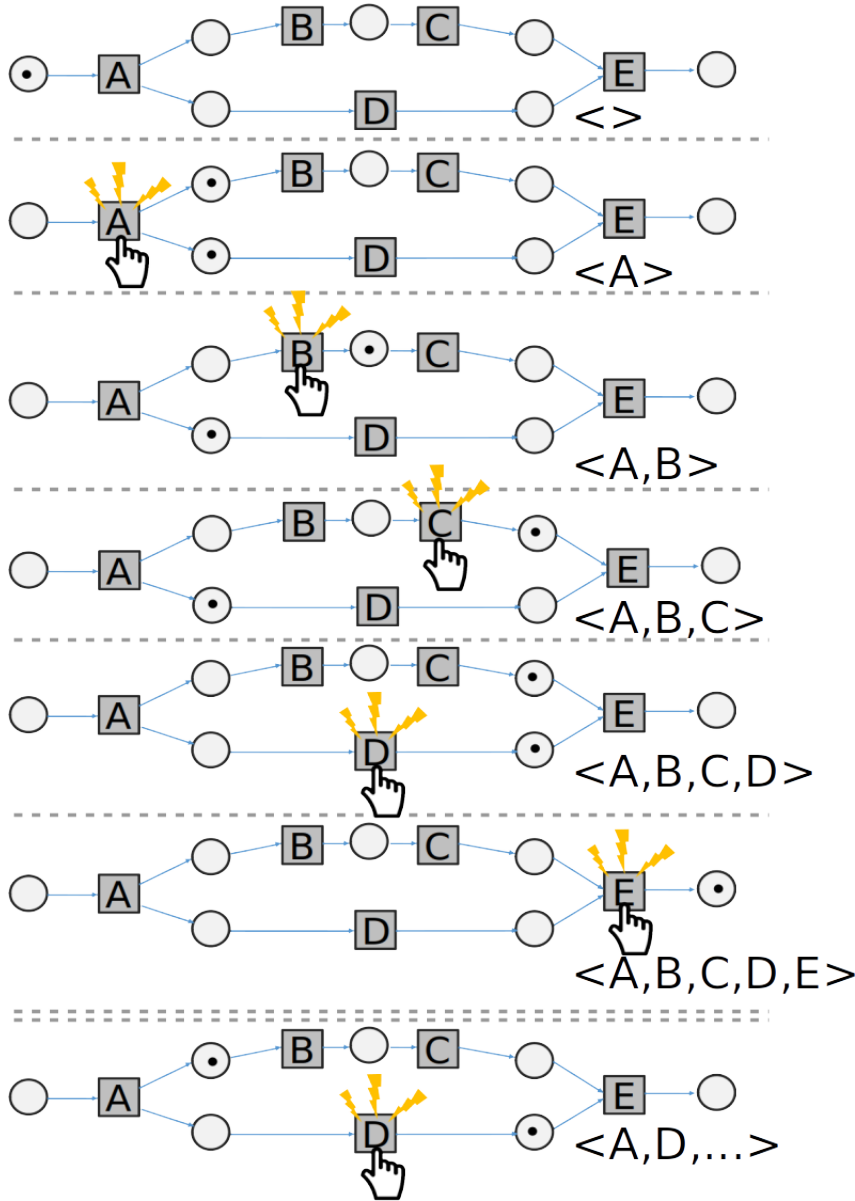 B C
A E
D
<>
B C
A E
D
<A>
B C
A E
D
<A,B>
B C
A E
D
<A,B,C>
B C
A E
D
<A,B,C,D>
B C
A E
D
<A,B,C,D,E>
B C
A E
D
<A,D,...>